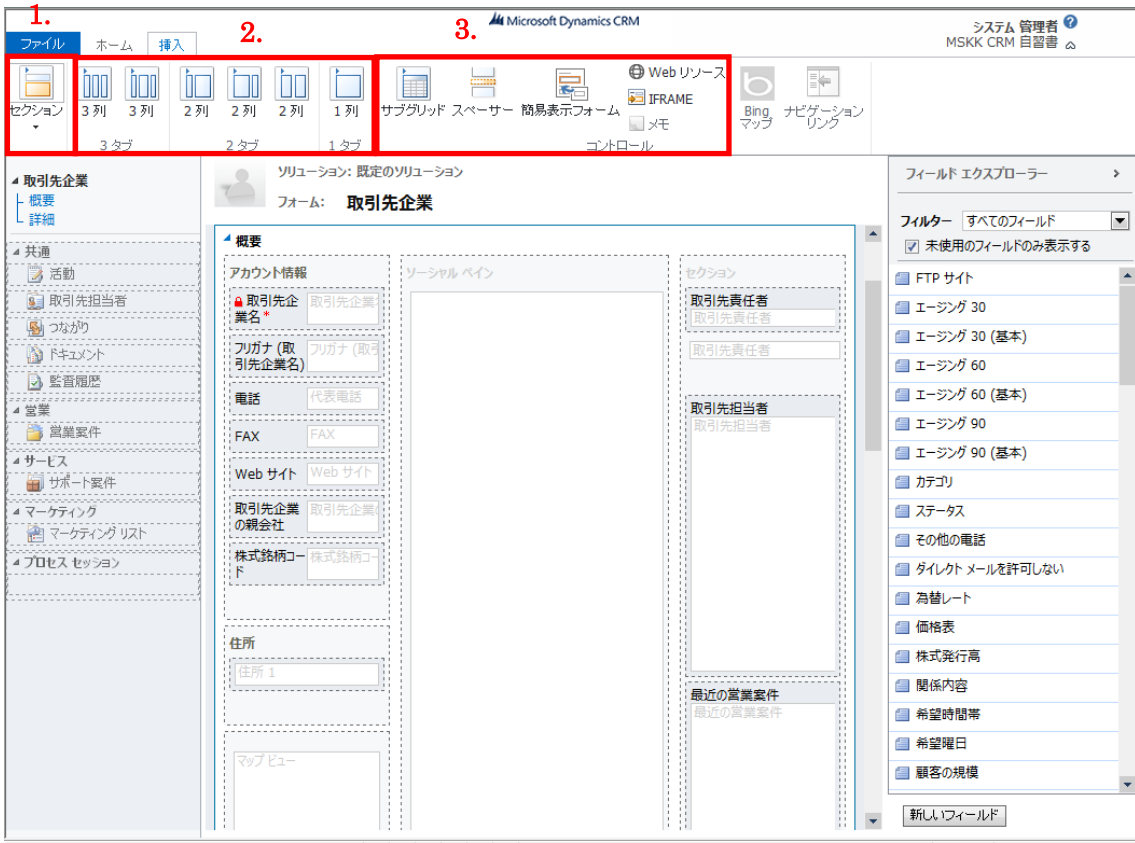 1.
2.
3.
Microsoft Dynamics CRM
システム 管理者
MSKK CRM 自習書
ファイル
ホーム
挿入
セクション
3 列
3 列
2 列
2 列
2 列
1 列
サブグリッド
スペーサー
簡易表示フォーム
Web リソース
IFRAME
メモ
Bing
マップ
ナビゲーション
リンク
3 タブ
2 タブ
1 タブ
コントロール
取引先企業
概要
詳細
共通
活動
取引先担当者
つながり
ドキュメント
監査履歴
営業
営業案件
サービス
サポート案件
マーケティング
マーケティング リスト
プロセス セッション
ソリューション: 既定のソリューション
フォーム: 取引先企業
概要
アカウント情報
取引先企
業名*
取引先企業
フリガナ (取
引先企業名)
フリガナ (取
電話
代表電話
FAX
FAX
Web サイト
Web サイト
取引先企業
の親会社
取引先企業
株式銘柄コー
ド
株式銘柄コー
住所
住所 1
マップ ビュー
ソーシャル ペイン
セクション
取引先責任者
取引先責任者
取引先責任者
取引先担当者
取引先担当者
最近の営業案件
最近の営業案件
フィールド エクスプローラー
フィルター すべてのフィールド
未使用のフィールドのみ表示する
FTP サイト
エージング 30
エージング 30 (基本)
エージング 60
エージング 60 (基本)
エージング 90
エージング 90 (基本)
カテゴリ
ステータス
その他の電話
ダイレクト メールを許可しない
為替レート
価格表
株式発行高
関係内容
希望時間帯
希望曜日
顧客の規模
新しいフィールド